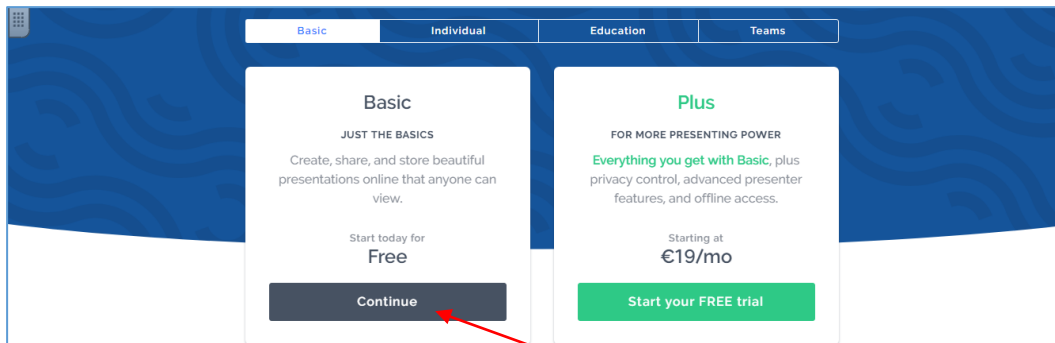 Basic
Individual
Education
Teams
Basic
JUST THE BASICS
Create, share, and store beautiful
presentations online that anyone can
view.
Start today for
Free
Continue
Plus
FOR MORE PRESENTING POWER
Everything you get with Basic, plus
privacy control, advanced presenter
features, and offline access.
Starting at
€19/mo
Start your FREE trial